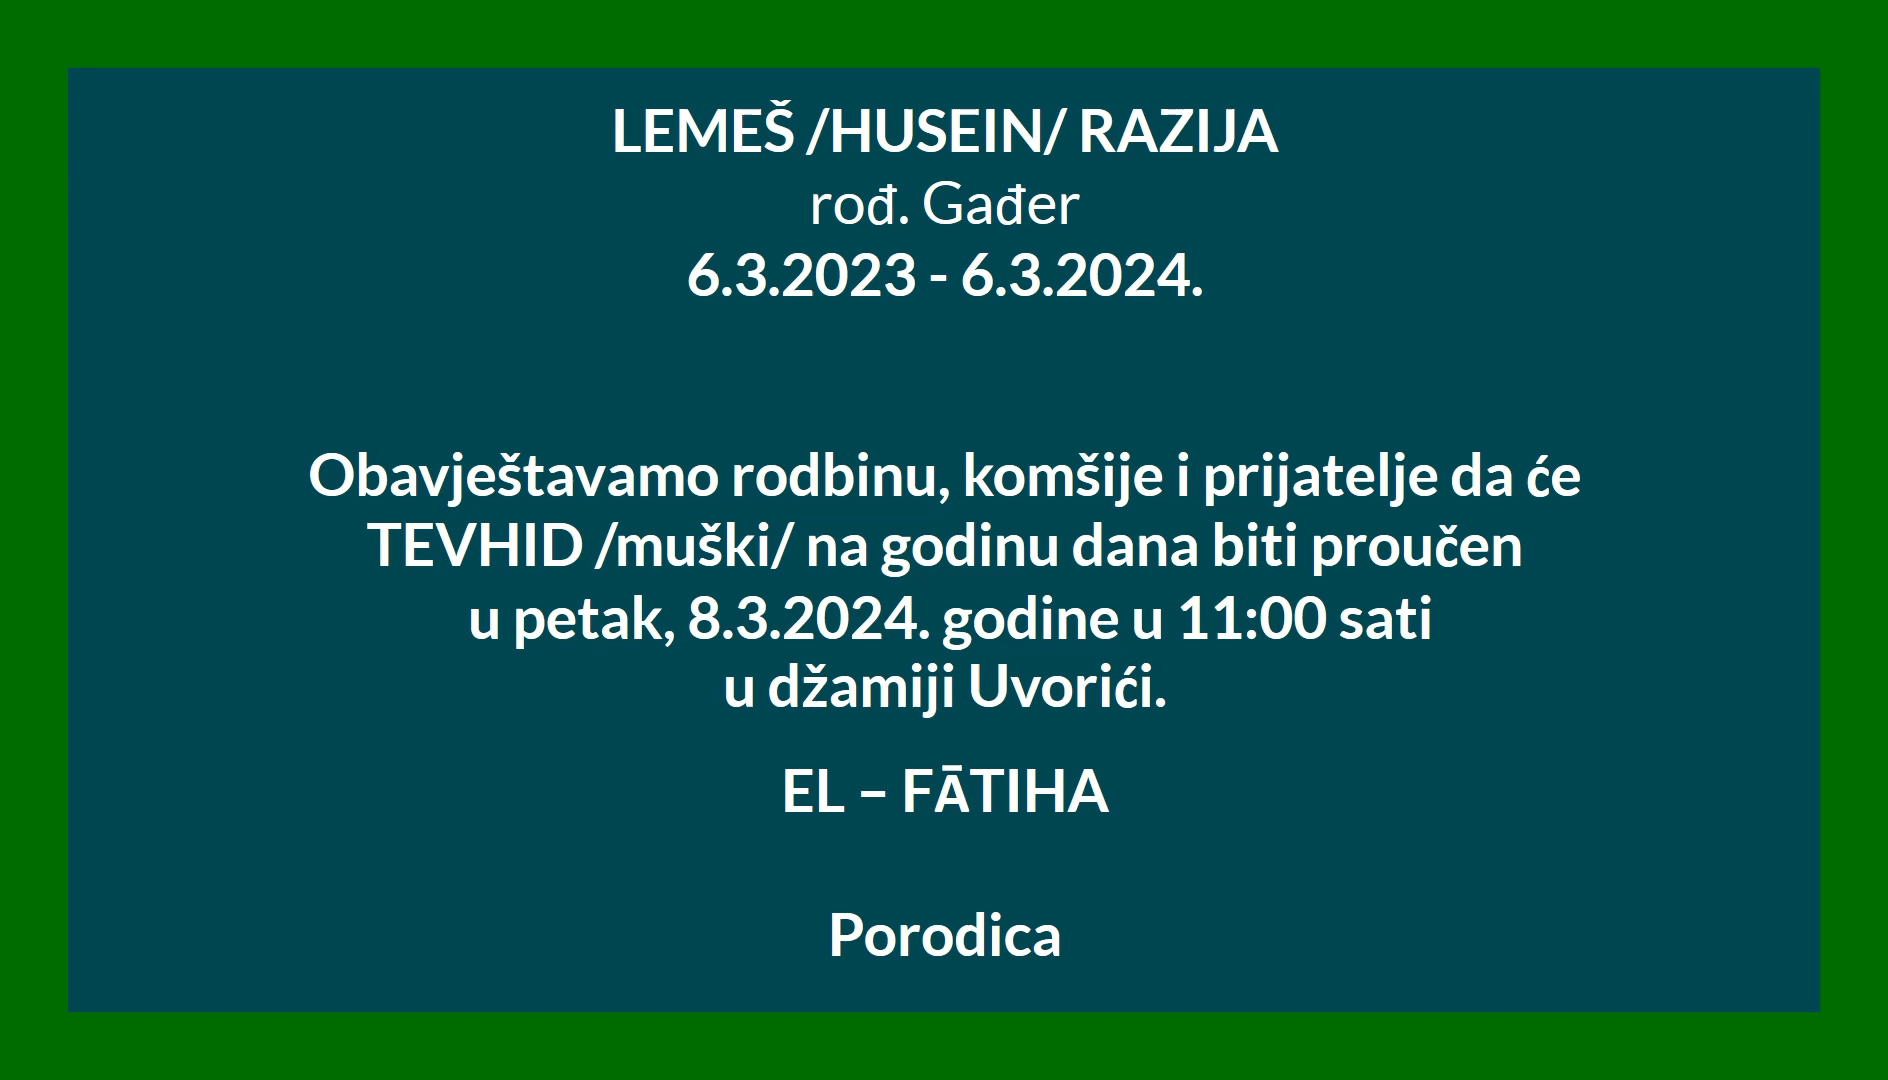 LEMEŠ /HUSEIN/ RAZIJA
rođ. Gađer
6.3.2023 - 6.3.2024.
Obavještavamo rodbinu, komšije i prijatelje da će
TEVHID /muški/ na godinu dana biti proučen
u petak, 8.3.2024. godine u 11:00 sati
u džamiji Uvorići.
EL – FĀTIHA
Porodica